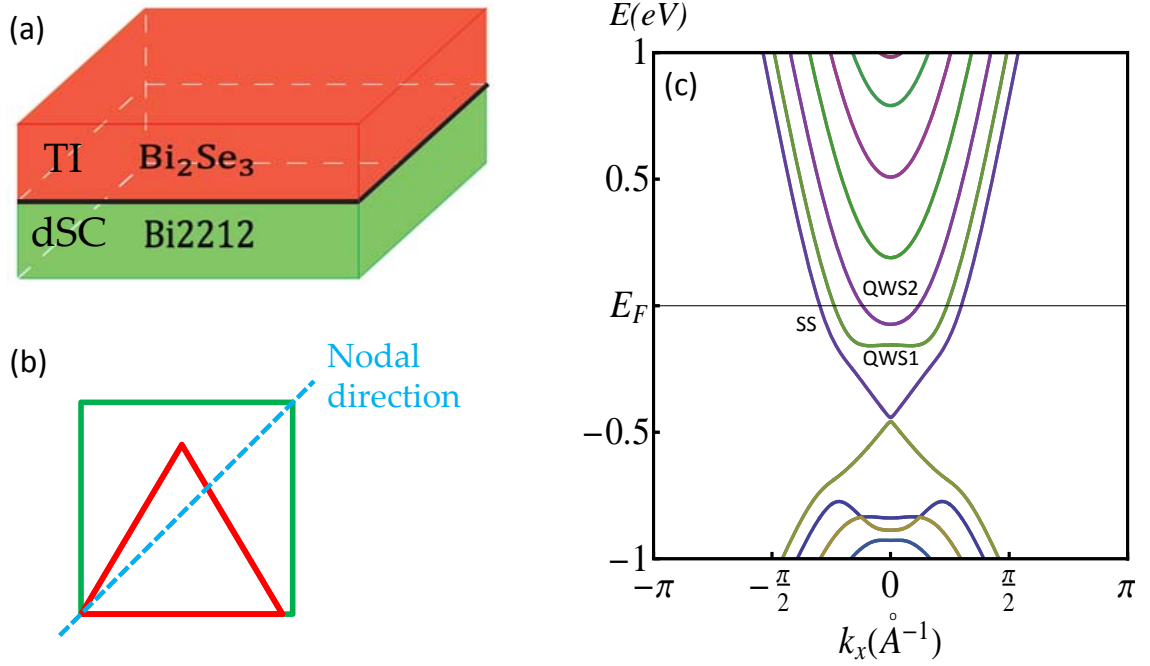 (a)
TI Bi₂Se₃
dSC Bi2212
(b)
Nodal
direction
E(eV)
(c)
1
0.5
E_F
−0.5
−1
QWS2
SS
QWS1
−π −π/2 0 π/2 π
k_x(Å⁻¹)